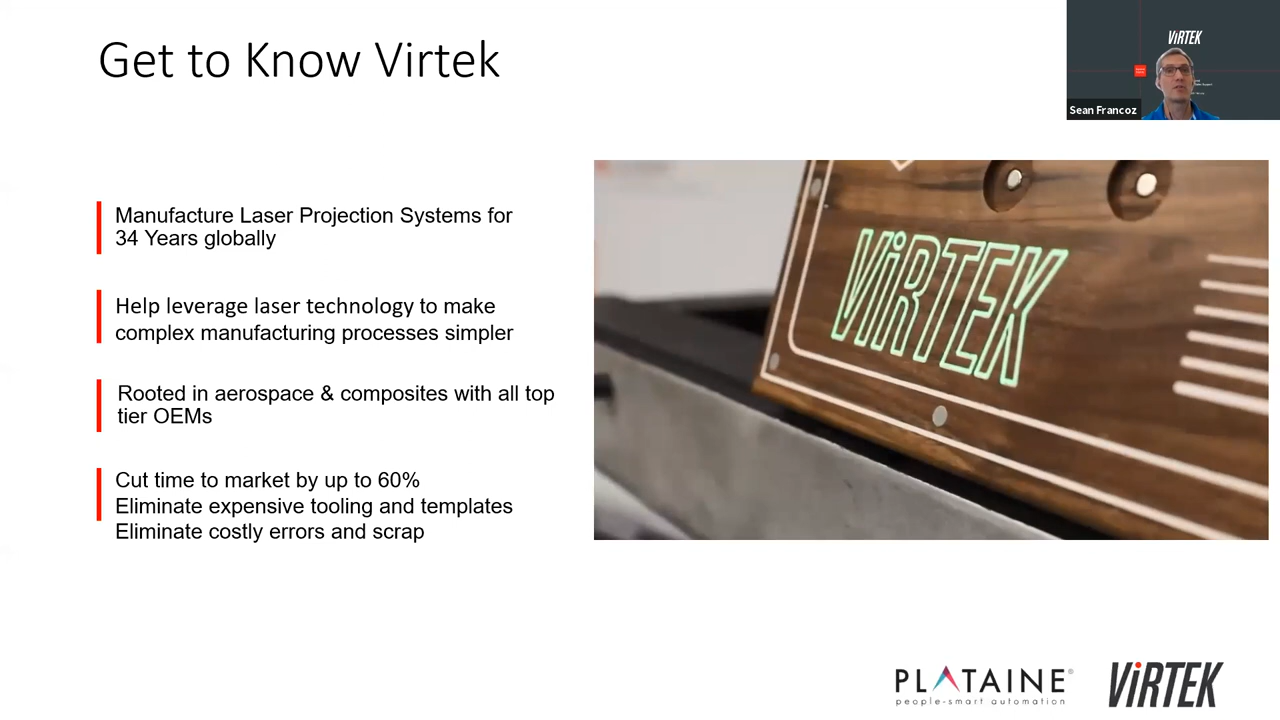 Get to Know Virtek
ViRTEK
Sean Francoz
Manufacture Laser Projection Systems for
34 Years globally
Help leverage laser technology to make
complex manufacturing processes simpler
Rooted in aerospace & composites with all top
tier OEMs
Cut time to market by up to 60%
Eliminate expensive tooling and templates
Eliminate costly errors and scrap
ViRTEK
PLATAINE®
people-smart automation
ViRTEK